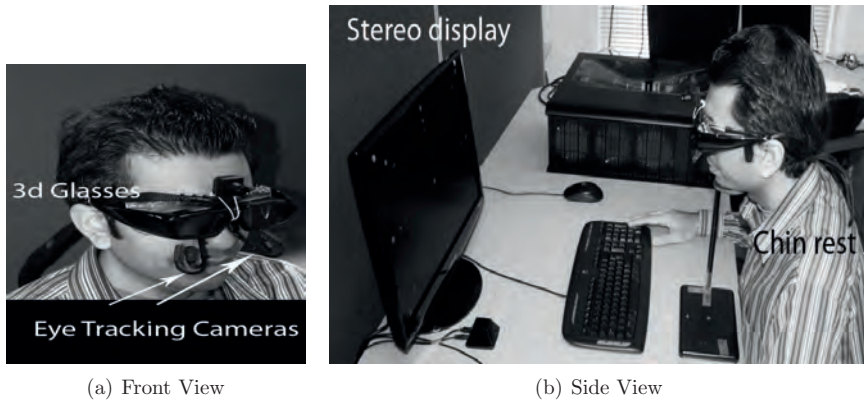 3d Glasses
Eye Tracking Cameras
(a) Front View
Stereo display
Chin rest
(b) Side View